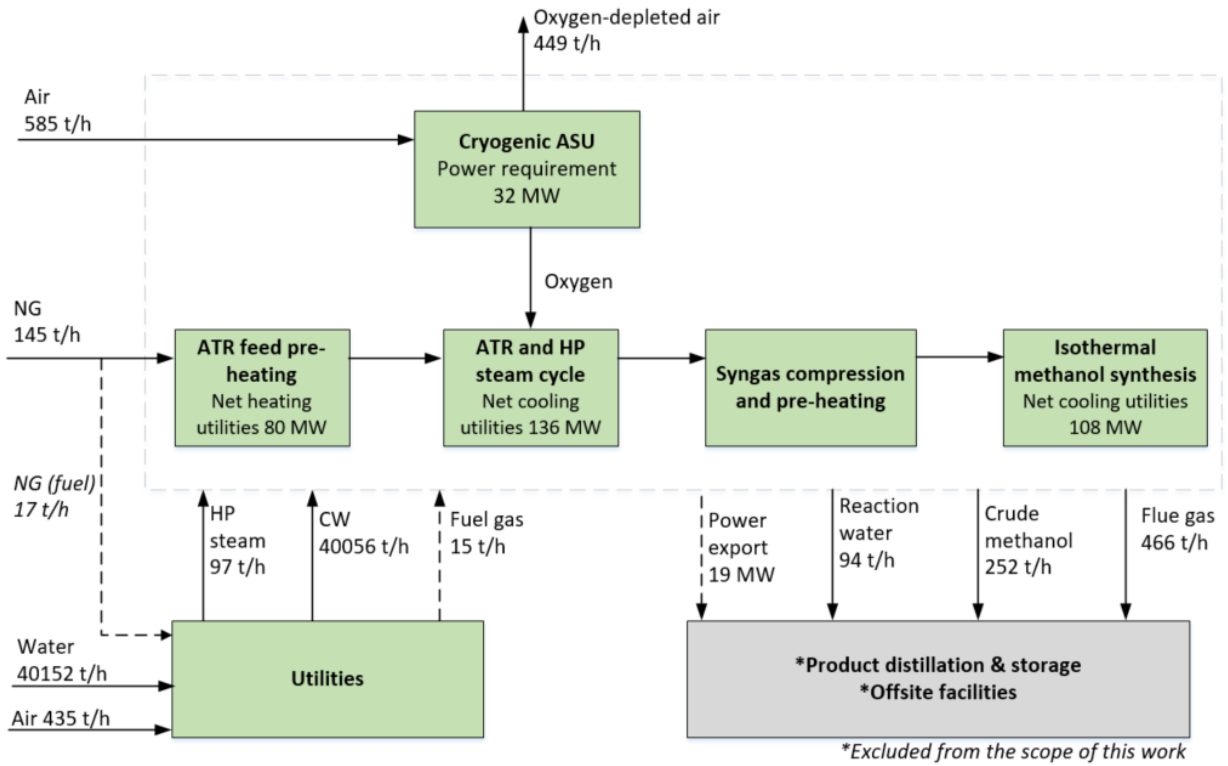 Oxygen-depleted air
449 t/h
Air
585 t/h
Cryogenic ASU
Power requirement
32 MW
Oxygen
NG
145 t/h
ATR feed pre-
heating
Net heating
utilities 80 MW
ATR and HP
steam cycle
Net cooling
utilities 136 MW
Syngas compression
and pre-heating
Isothermal
methanol synthesis
Net cooling utilities
108 MW
NG (fuel)
17 t/h
HP
steam
97 t/h
CW
40056 t/h
Fuel gas
15 t/h
Power
export
19 MW
Reaction
water
94 t/h
Crude
methanol
252 t/h
Flue gas
466 t/h
Water
40152 t/h
Air 435 t/h
Utilities
*Product distillation & storage
*Offsite facilities
*Excluded from the scope of this work